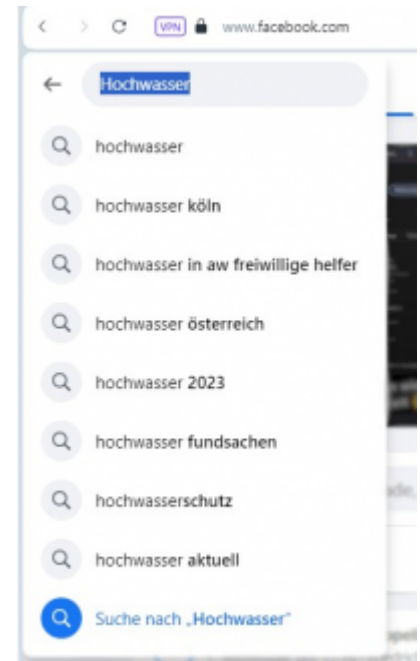 VPN www.facebook.com
Hochwasser
hochwasser
hochwasser köln
hochwasser in aw freiwillige helfer
hochwasser österreich
hochwasser 2023
hochwasser fundsachen
hochwasserschutz
hochwasser aktuell
Suche nach „Hochwasser“